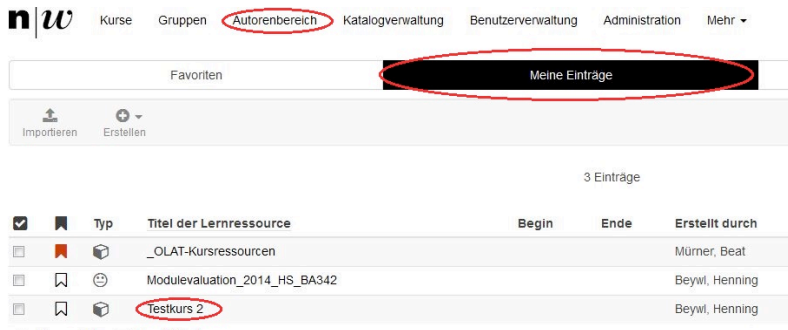 n|w Kurse Gruppen Autorenbereich Katalogverwaltung Benutzerverwaltung Administration Mehr
Favoriten Meine Einträge
Importieren Erstellen
3 Einträge
Typ Titel der Lernressource Begin Ende Erstellt durch
_OLAT-Kursressourcen Mürner, Beat
Modulevaluation_2014_HS_BA342 Beywl, Henning
Testkurs 2 Beywl, Henning